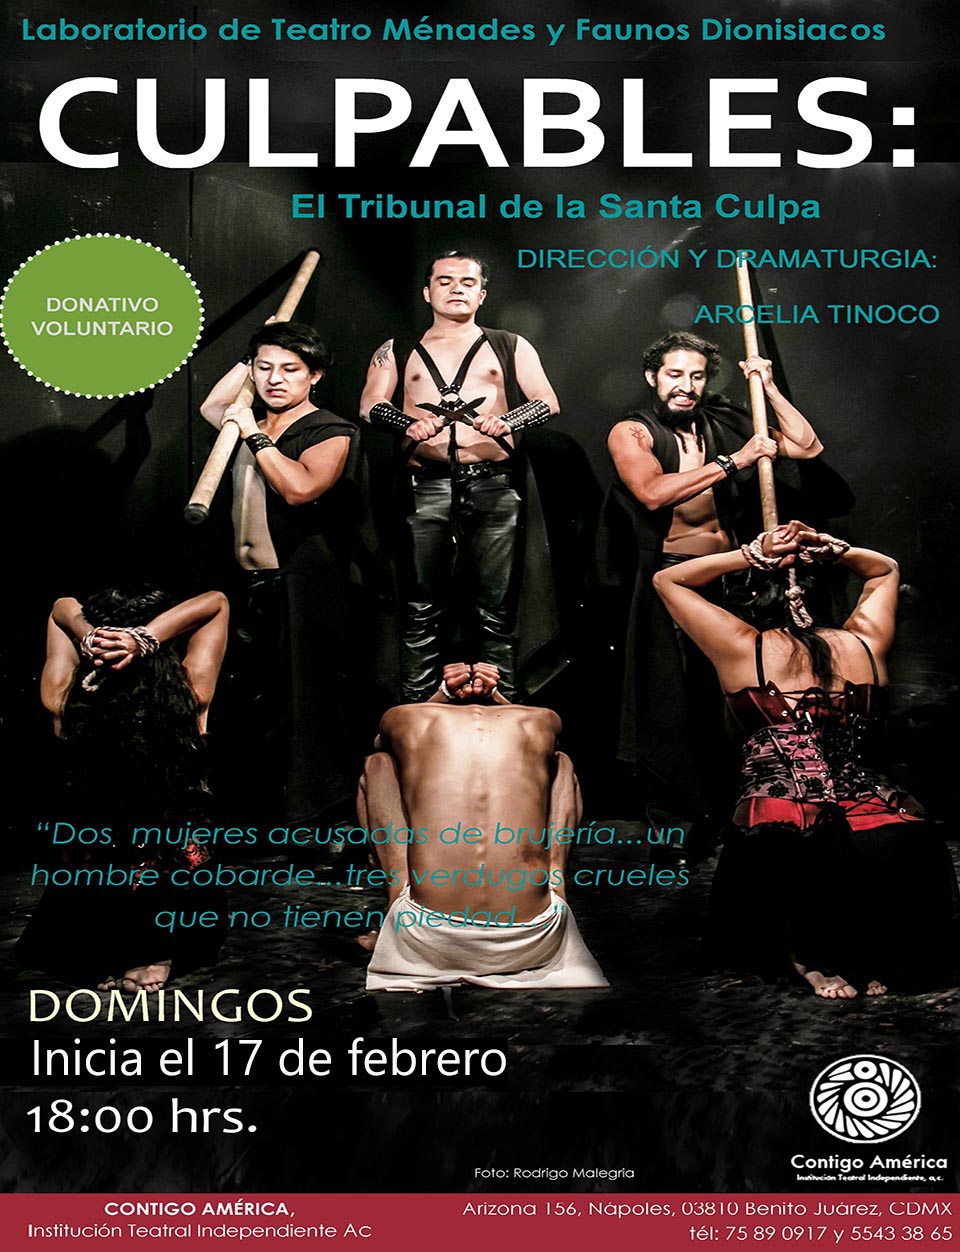 Laboratorio de Teatro Ménades y Faunos Dionisiacos
CULPABLES:
El Tribunal de la Santa Culpa
DIRECCIÓN Y DRAMATURGIA:
ARCELIA TINOCO
DONATIVO
VOLUNTARIO
“Dos mujeres acusadas de brujería...un
hombre cobarde...tres verdugos crueles
que no tienen piedad...”
DOMINGOS
Inicia el 17 de febrero
18:00 hrs.
Foto: Rodrigo Malegria
Contigo América
Institución Teatral Independiente, a.c.
CONTIGO AMÉRICA,
Institución Teatral Independiente Ac
Arizona 156, Nápoles, 03810 Benito Juárez, CDMX
tél: 75 89 0917 y 5543 38 65